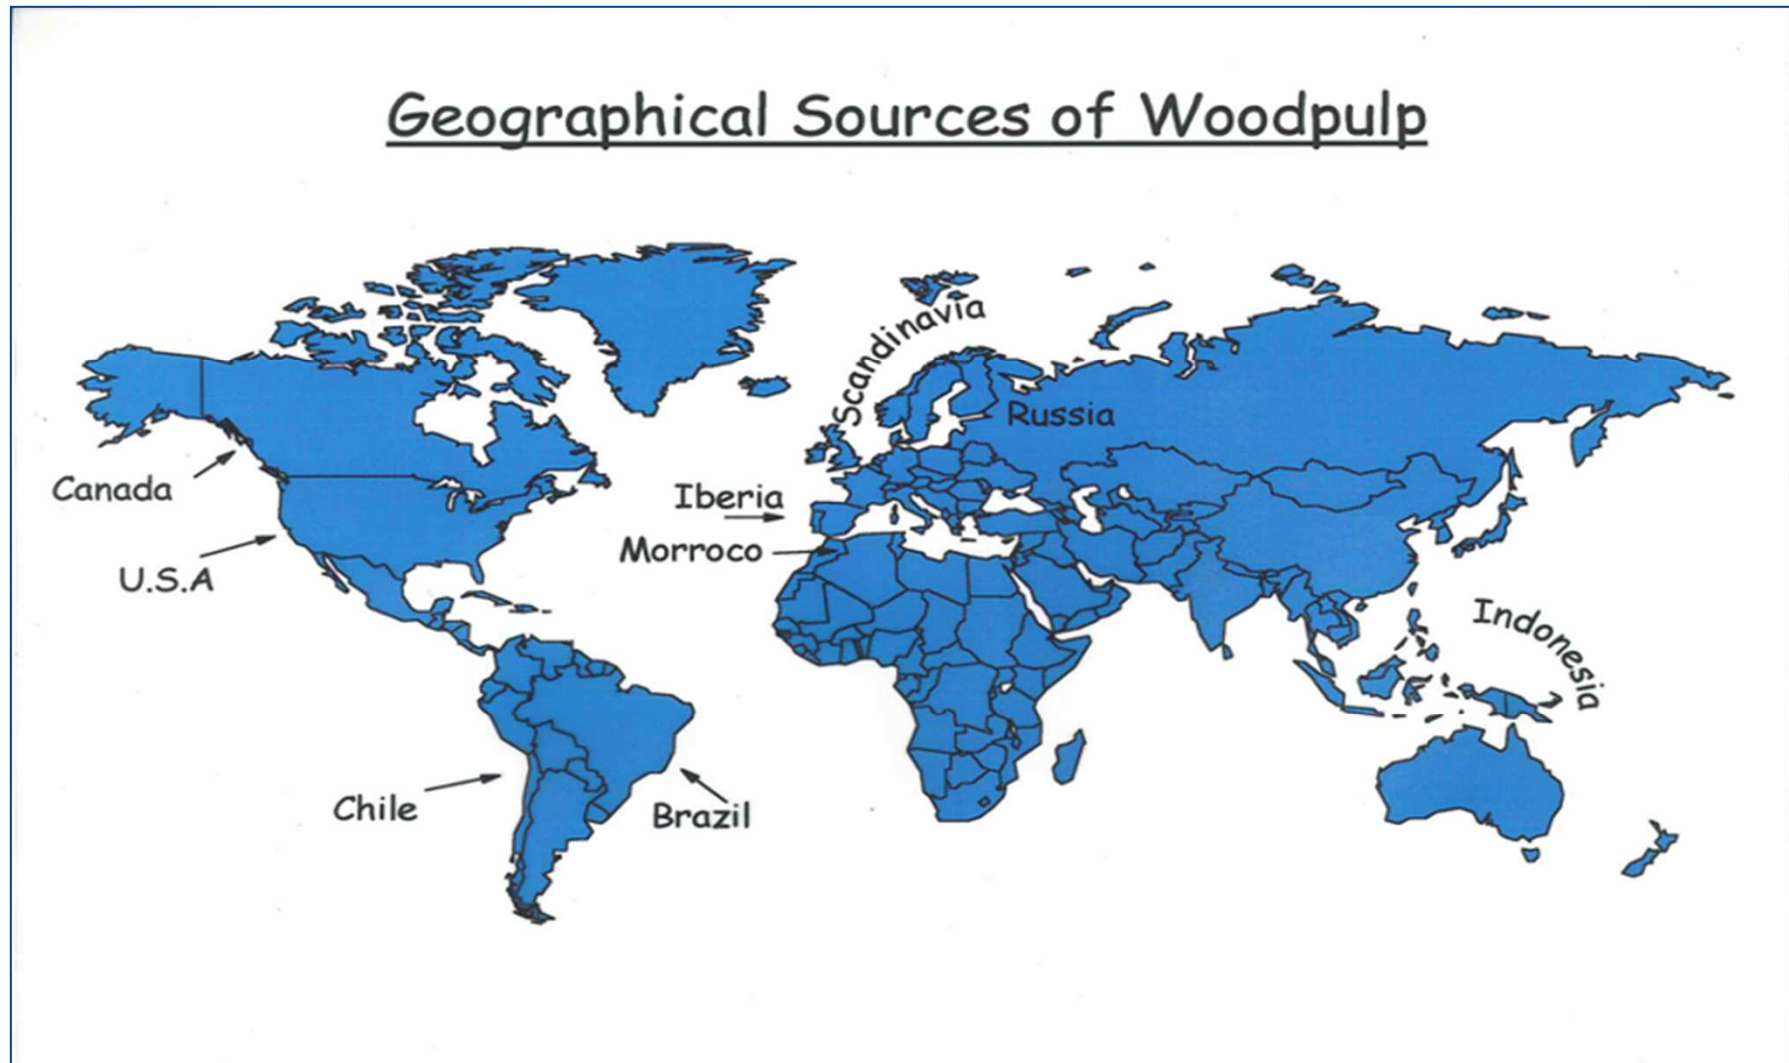 Geographical Sources of Woodpulp
Scandinavia
Russia
Canada
Iberia
Morroco
U.S.A
Indonesia
Chile
Brazil